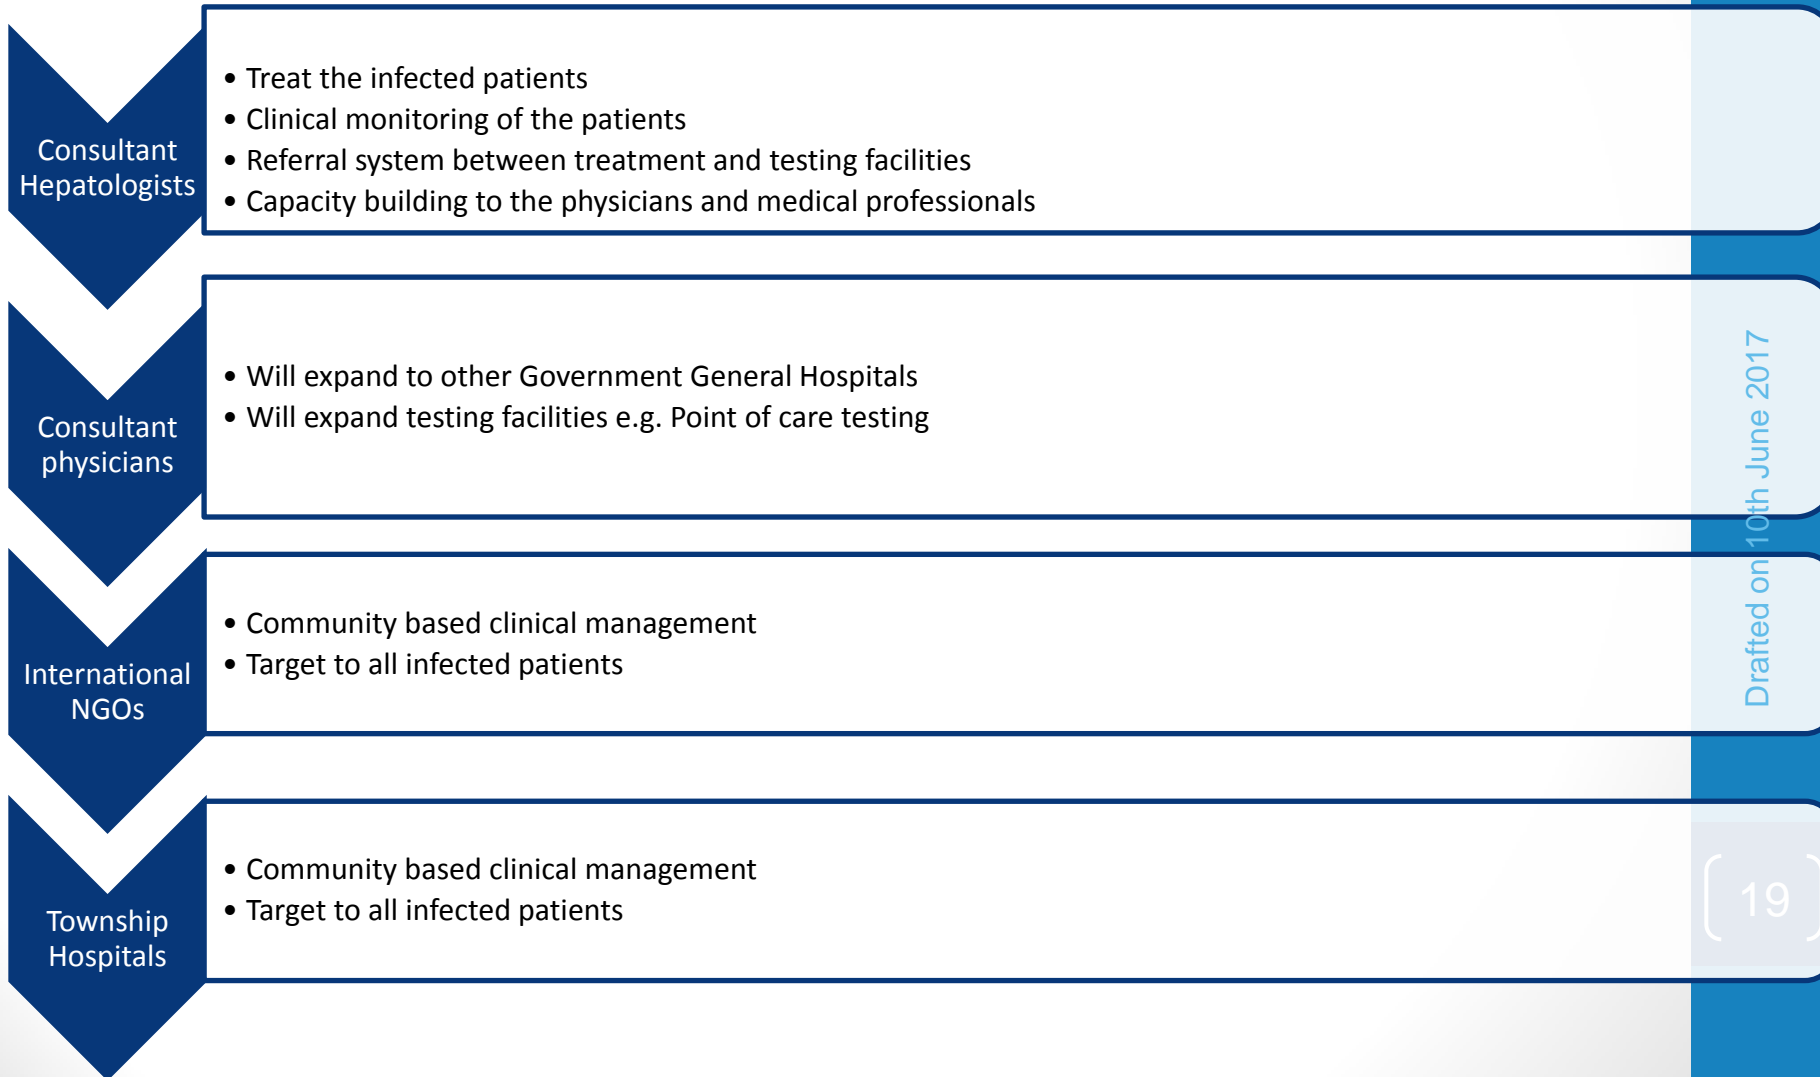 Consultant
Hepatologists
• Treat the infected patients
• Clinical monitoring of the patients
• Referral system between treatment and testing facilities
• Capacity building to the physicians and medical professionals
Consultant
physicians
• Will expand to other Government General Hospitals
• Will expand testing facilities e.g. Point of care testing
International
NGOs
• Community based clinical management
• Target to all infected patients
Township
Hospitals
• Community based clinical management
• Target to all infected patients
Drafted on 10th June 2017
19